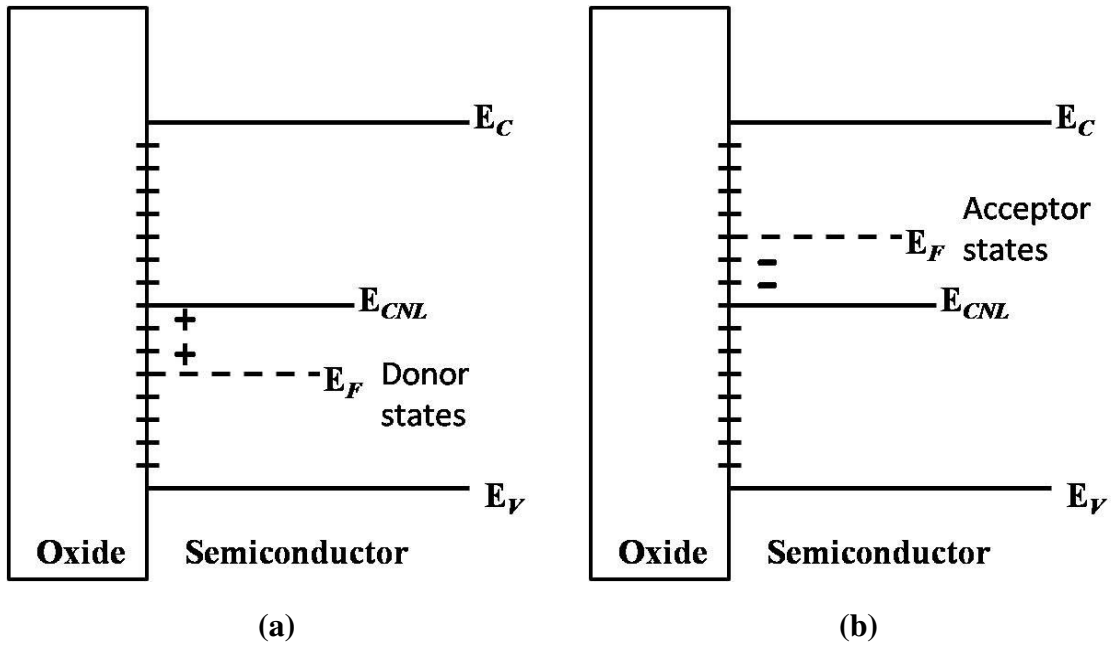 E_C
E_CNL
+
+
E_F Donor
states
E_V
Oxide Semiconductor
(a)
E_C
Acceptor
E_F states
-
-
E_CNL
E_V
Oxide Semiconductor
(b)